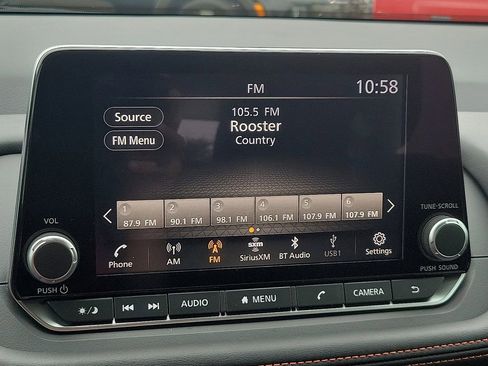 FM
10:58
Source
105.5 FM
Rooster
FM Menu
Country
1 2 3 4 5 6
87.9 FM 90.1 FM 98.1 FM 106.1 FM 107.9 FM 107.9 FM
VOL
TUNE•SCROLL
Phone AM FM SiriusXM BT Audio USB1 Settings
sxm
PUSH
PUSH SOUND
AUDIO MENU CAMERA